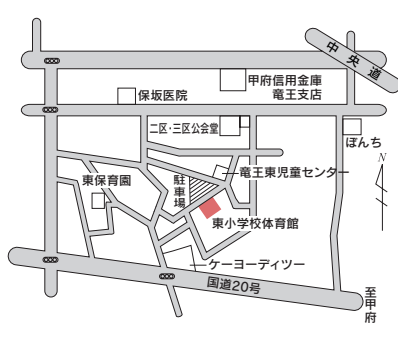 中央道
甲府信用金庫
竜王支店
保坂医院
二区・三区公会堂
ぽんち
N
竜王東児童センター
東保育園
駐車場
東小学校体育館
ケーヨーデイツー
国道20号
至甲府